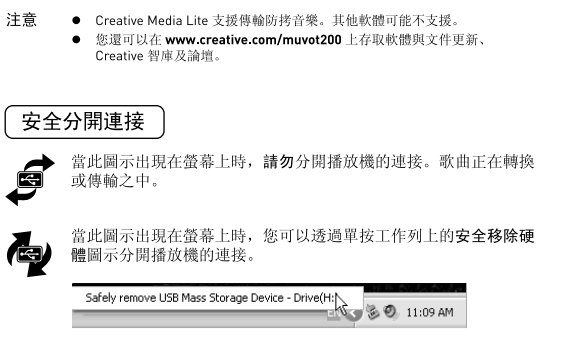 注意
● Creative Media Lite 支援傳輸防拷音樂。其他軟體可能不支援。
● 您還可以在 www.creative.com/muvot200 上存取軟體與文件更新、
Creative 智庫及論壇。
安全分開連接
當此圖示出現在螢幕上時，請勿分開播放機的連接。歌曲正在轉換
或傳輸之中。
當此圖示出現在螢幕上時，您可以透過單按工作列上的安全移除硬
體圖示分開播放機的連接。
Safely remove USB Mass Storage Device - Drive(H:)
11:09 AM